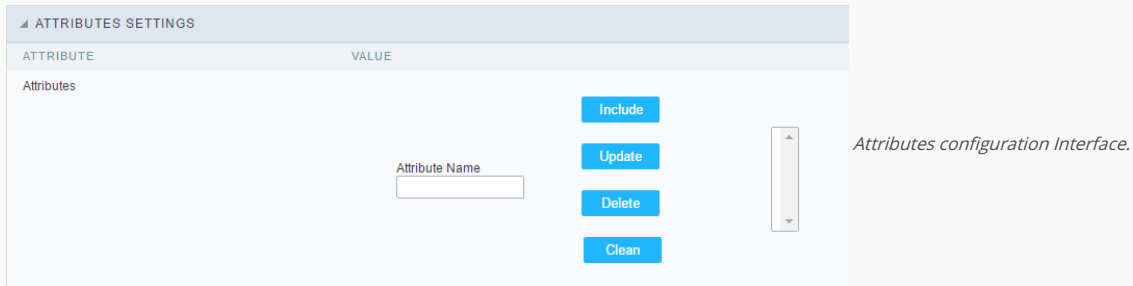 ATTRIBUTES SETTINGS
ATTRIBUTE VALUE
Attributes
Include
Attributes configuration Interface.
Update
Attribute Name
Delete
Clean